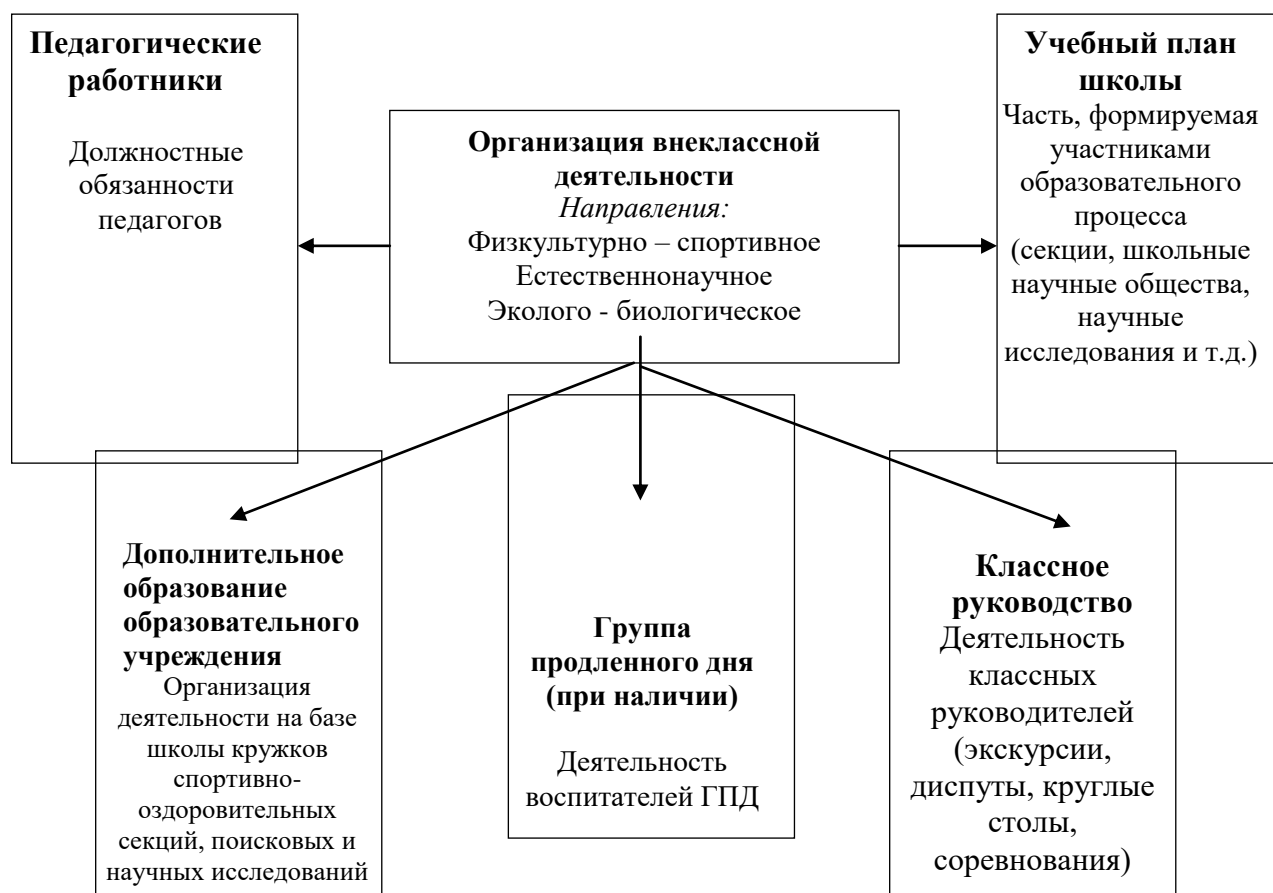 Педагогические
работники
Должностные
обязанности
педагогов
Организация внеклассной
деятельности
Направления:
Физкультурно – спортивное
Естественнонаучное
Эколого - биологическое
Учебный план
школы
Часть, формируемая
участниками
образовательного
процесса
(секции, школьные
научные общества,
научные
исследования и т.д.)
Дополнительное
образование
образовательного
учреждения
Организация
деятельности на базе
школы кружков
спортивно-
оздоровительных
секций, поисковых и
научных исследований
Группа
продленного дня
(при наличии)
Деятельность
воспитателей ГПД
Классное
руководство
Деятельность
классных
руководителей
(экскурсии,
диспуты, круглые
столы,
соревнования)